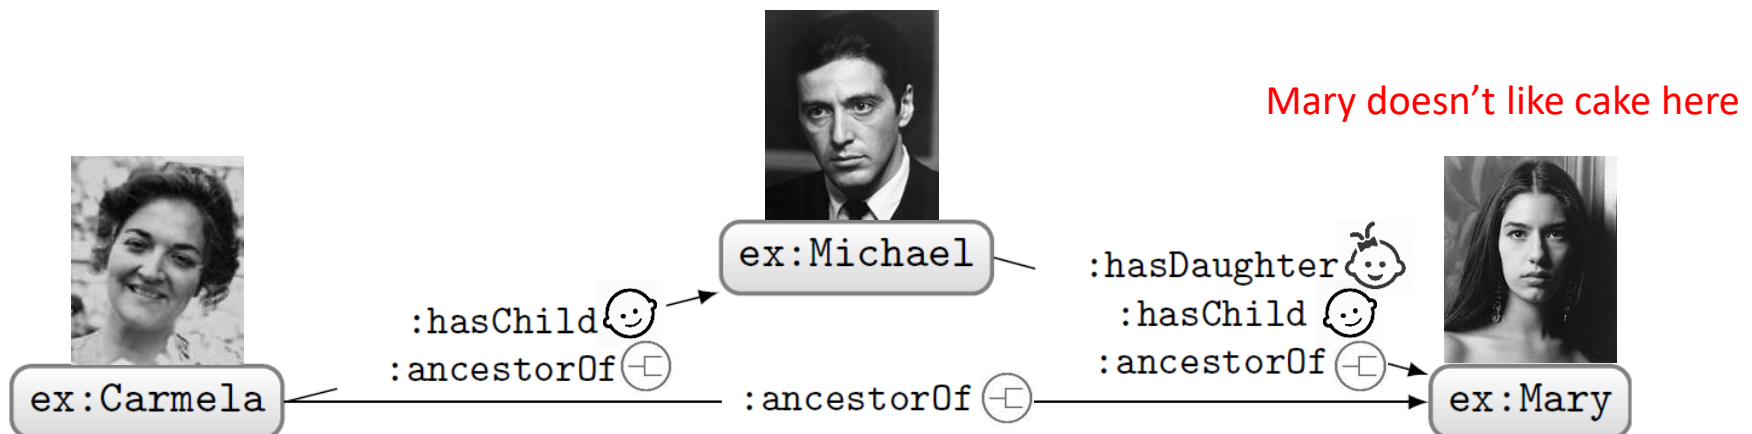 Mary doesn’t like cake here
ex:Michael
:hasDaughter
:hasChild
:hasChild
:ancestorOf
:ancestorOf
ex:Carmela
:ancestorOf
ex:Mary